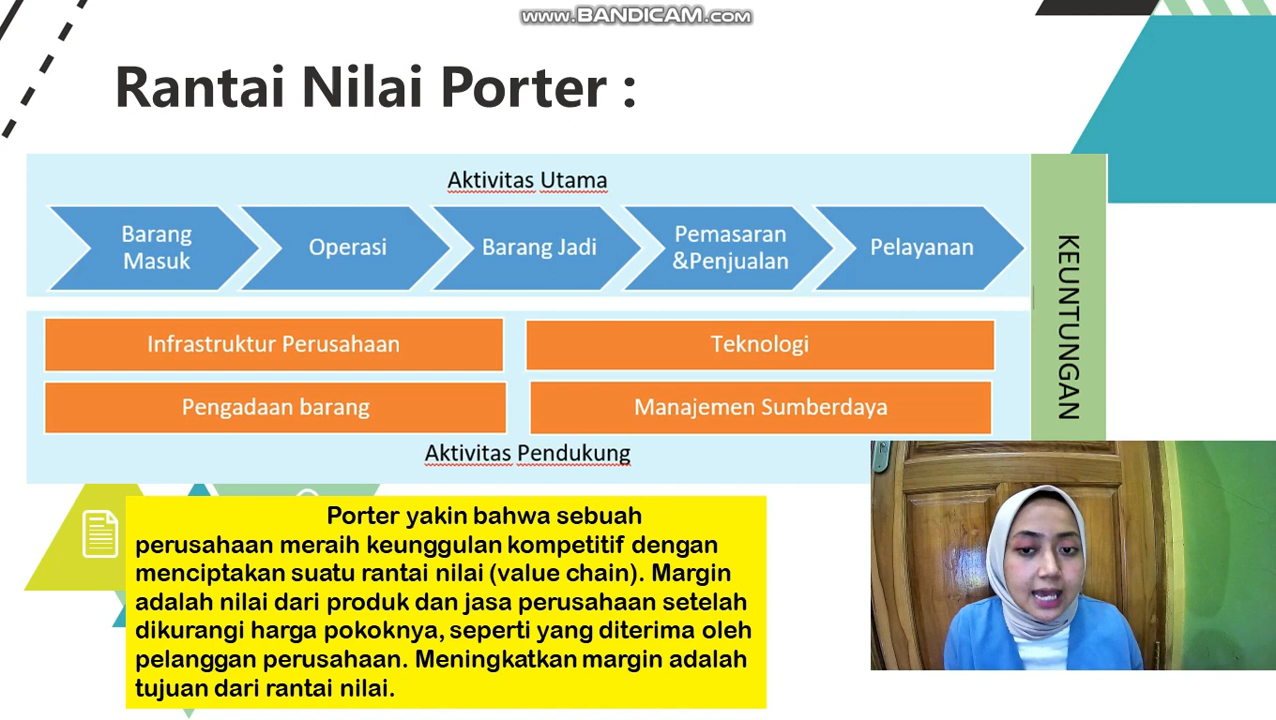 www.BANDICAM.com
Rantai Nilai Porter :
Aktivitas Utama
Barang
Masuk
Operasi
Barang Jadi
Pemasaran
&Penjualan
Pelayanan
KEUNTUNGAN
Infrastruktur Perusahaan
Teknologi
Pengadaan barang
Manajemen Sumberdaya
Aktivitas Pendukung
Porter yakin bahwa sebuah
perusahaan meraih keunggulan kompetitif dengan
menciptakan suatu rantai nilai (value chain). Margin
adalah nilai dari produk dan jasa perusahaan setelah
dikurangi harga pokoknya, seperti yang diterima oleh
pelanggan perusahaan. Meningkatkan margin adalah
tujuan dari rantai nilai.